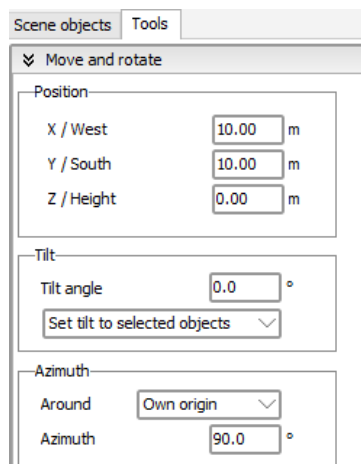 Scene objects Tools
Move and rotate
Position
X / West 10.00 m
Y / South 10.00 m
Z / Height 0.00 m
Tilt
Tilt angle 0.0 °
Set tilt to selected objects
Azimuth
Around Own origin
Azimuth 90.0 °